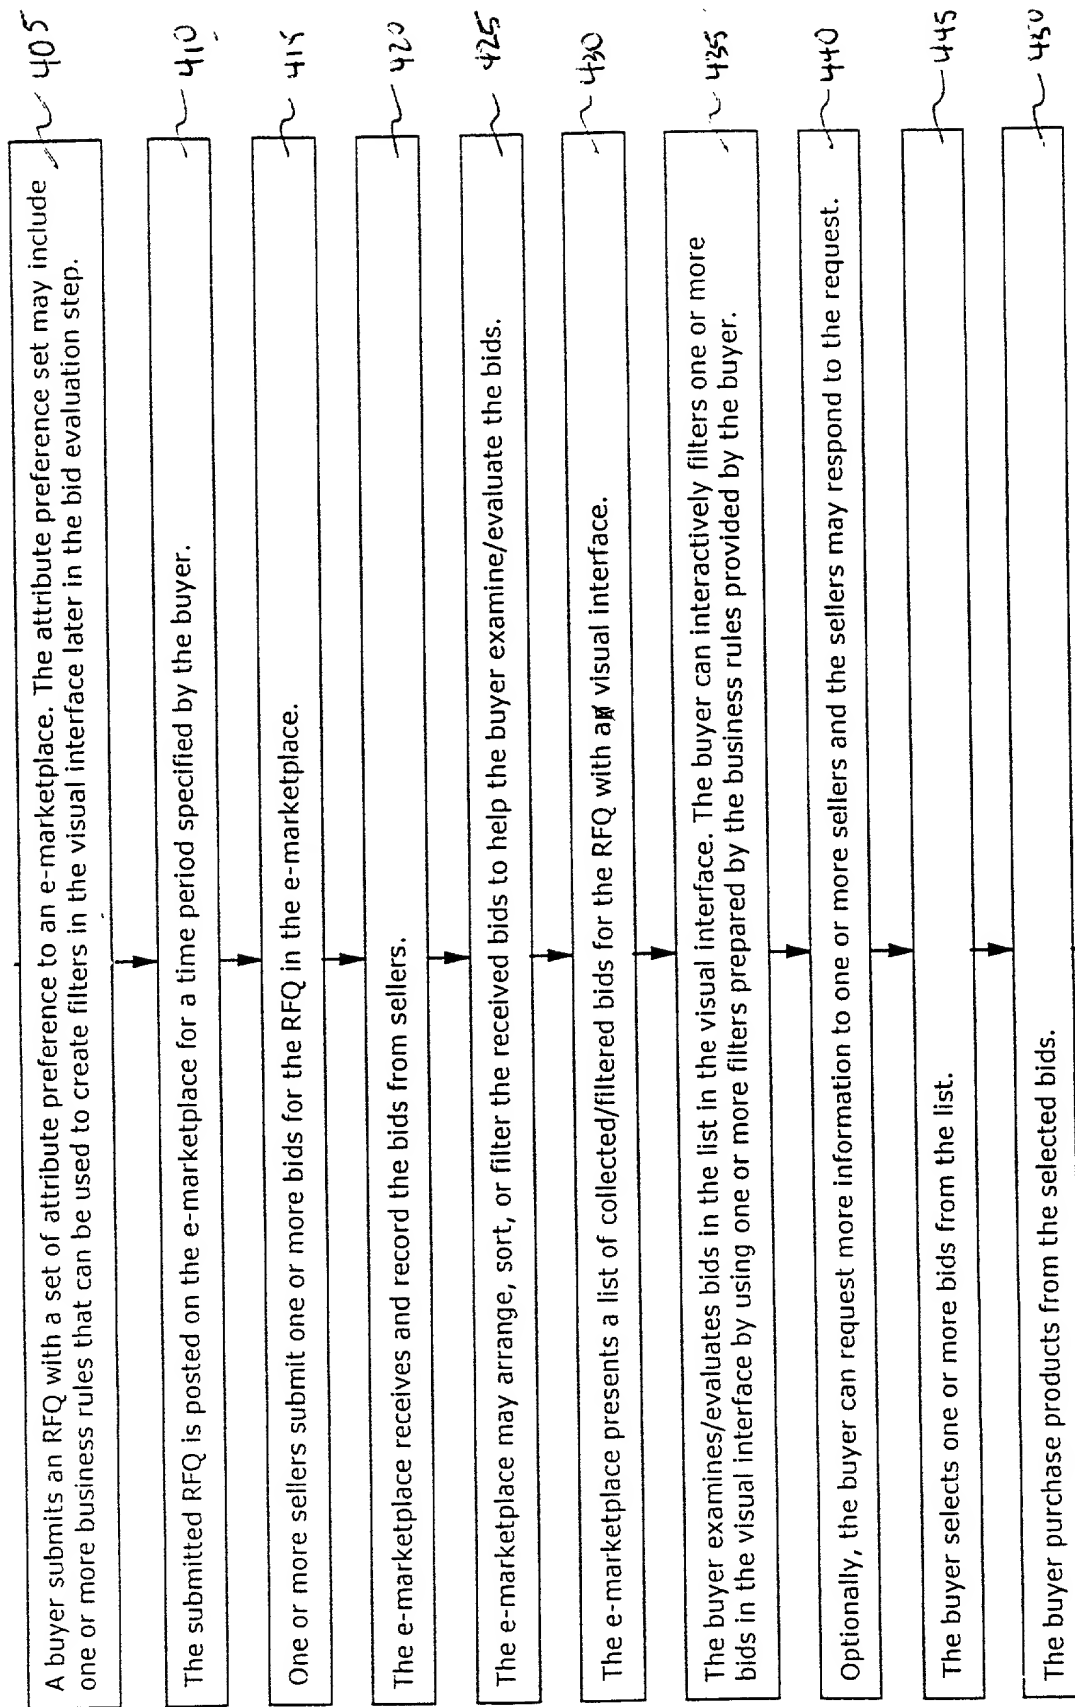 A buyer submits an RFQ with a set of attribute preference to an e-marketplace. The attribute preference set may include
one or more business rules that can be used to create filters in the visual interface later in the bid evaluation step.
405
The submitted RFQ is posted on the e-marketplace for a time period specified by the buyer.
410
One or more sellers submit one or more bids for the RFQ in the e-marketplace.
415
The e-marketplace receives and record the bids from sellers.
420
The e-marketplace may arrange, sort, or filter the received bids to help the buyer examine/evaluate the bids.
425
The e-marketplace presents a list of collected/filtered bids for the RFQ with a visual interface.
430
The buyer examines/evaluates bids in the list in the visual interface. The buyer can interactively filters one or more
bids in the visual interface by using one or more filters prepared by the business rules provided by the buyer.
435
Optionally, the buyer can request more information to one or more sellers and the sellers may respond to the request.
440
The buyer selects one or more bids from the list.
445
The buyer purchase products from the selected bids.
450